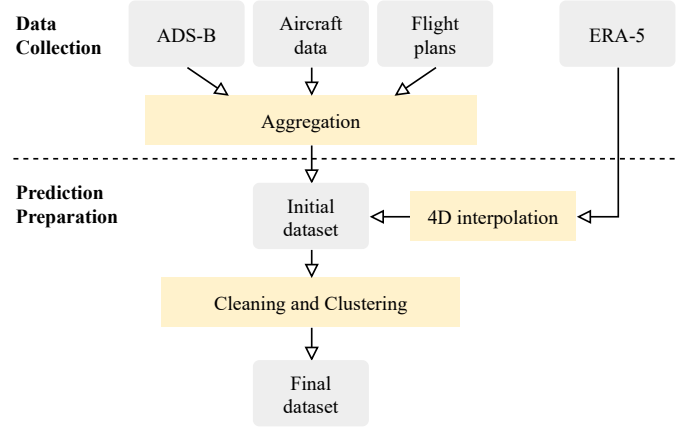 Data
Collection
ADS-B
Aircraft
data
Flight
plans
ERA-5
Aggregation
Prediction
Preparation
Initial
dataset
4D interpolation
Cleaning and Clustering
Final
dataset